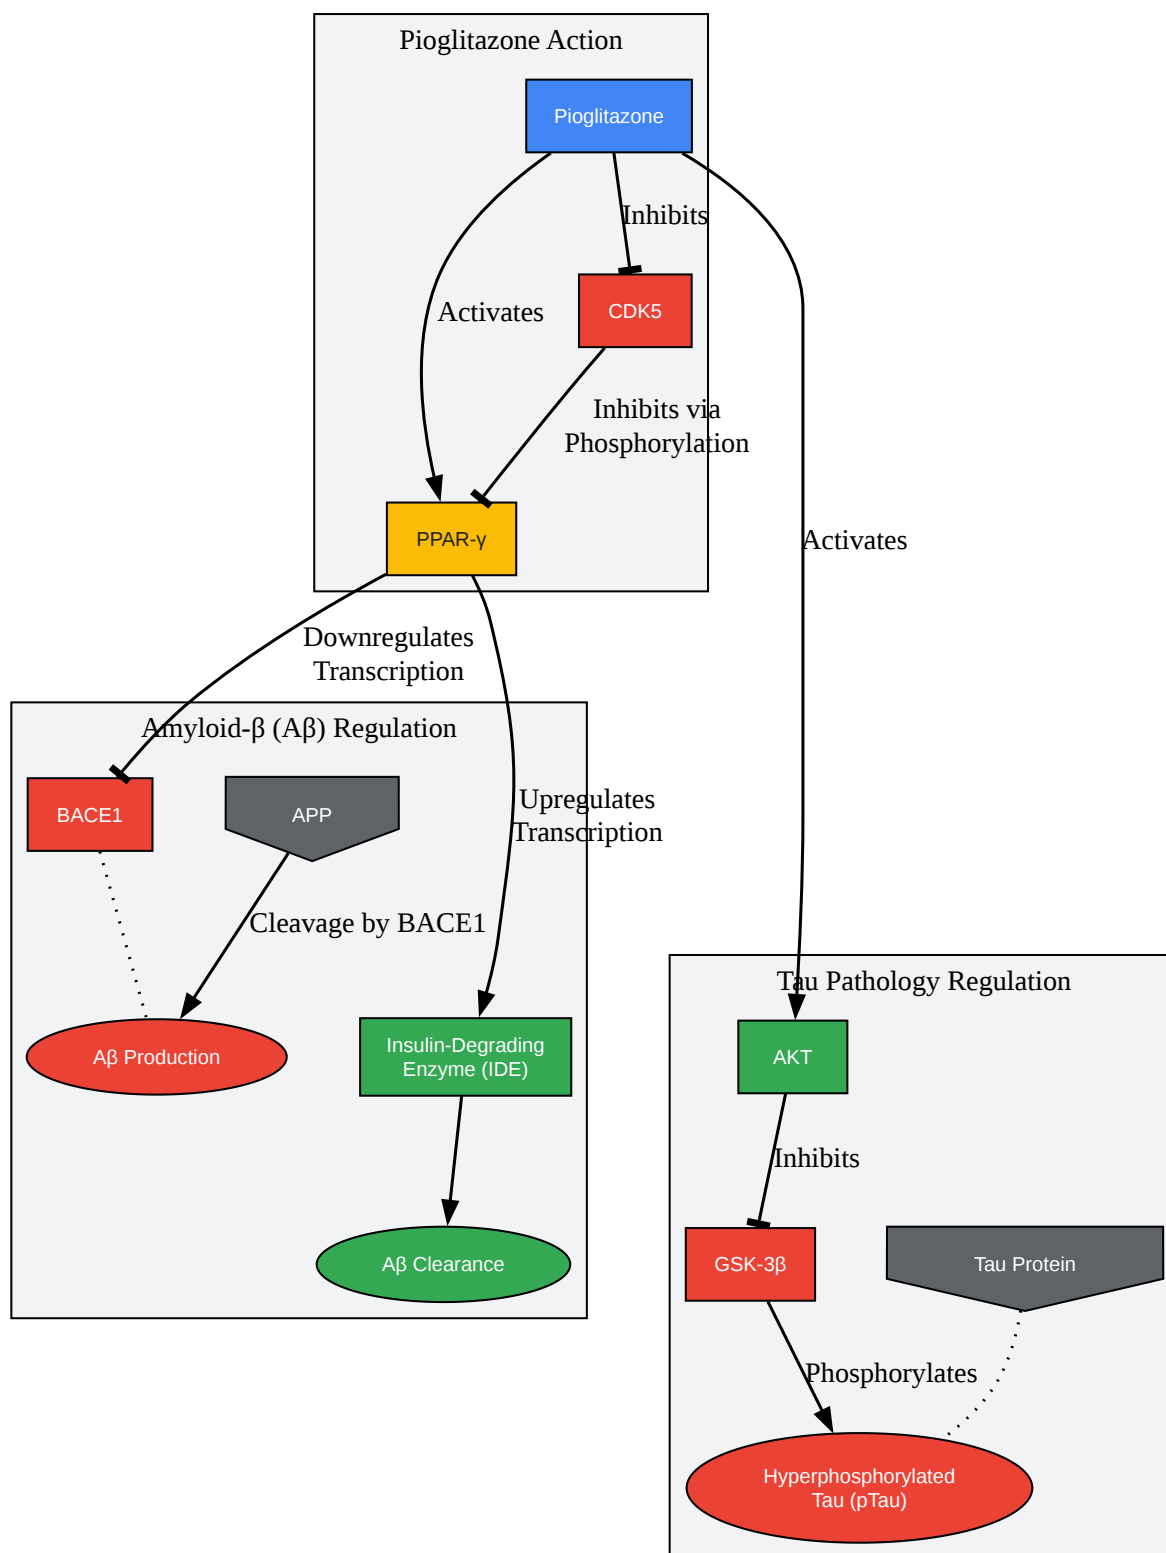 Pioglitazone Action
Pioglitazone
Inhibits
Activates
CDK5
Inhibits via
Phosphorylation
PPAR-γ
Activates
Downregulates
Transcription
Amyloid-β (Aβ) Regulation
BACE1
APP
Upregulates
Transcription
Cleavage by BACE1
Aβ Production
Insulin-Degrading
Enzyme (IDE)
Aβ Clearance
Tau Pathology Regulation
AKT
Inhibits
GSK-3β
Tau Protein
Phosphorylates
Hyperphosphorylated
Tau (pTau)